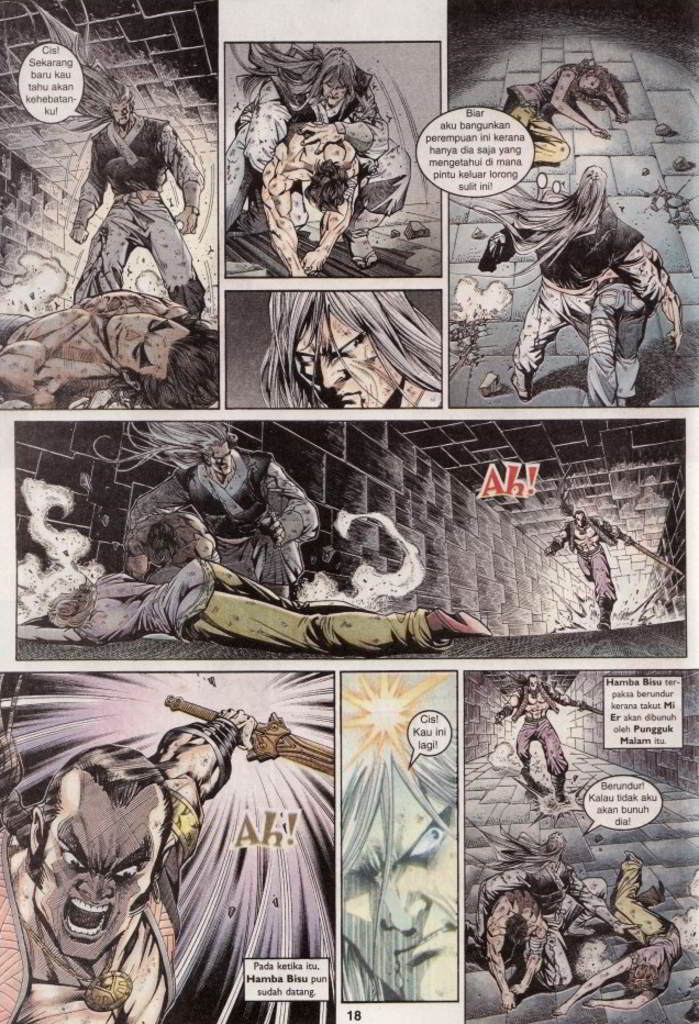 Cis!
Sekarang
baru kau
tahu akan
kehebatan-
ku!
Biar
aku bangunkan
perempuan ini kerana
hanya dia saja yang
mengetahui di mana
pintu keluar lorong
sulit ini!
Ah!
Ah!
Pada ketika itu,
Hamba Bisu pun
sudah datang.
Cis!
Kau ini
lagi!
Hamba Bisu ter-
paksa berundur
kerana takut Mi
Er akan dibunuh
oleh Pungguk
Malam itu.
Berundur!
Kalau tidak aku
akan bunuh
dia!
18